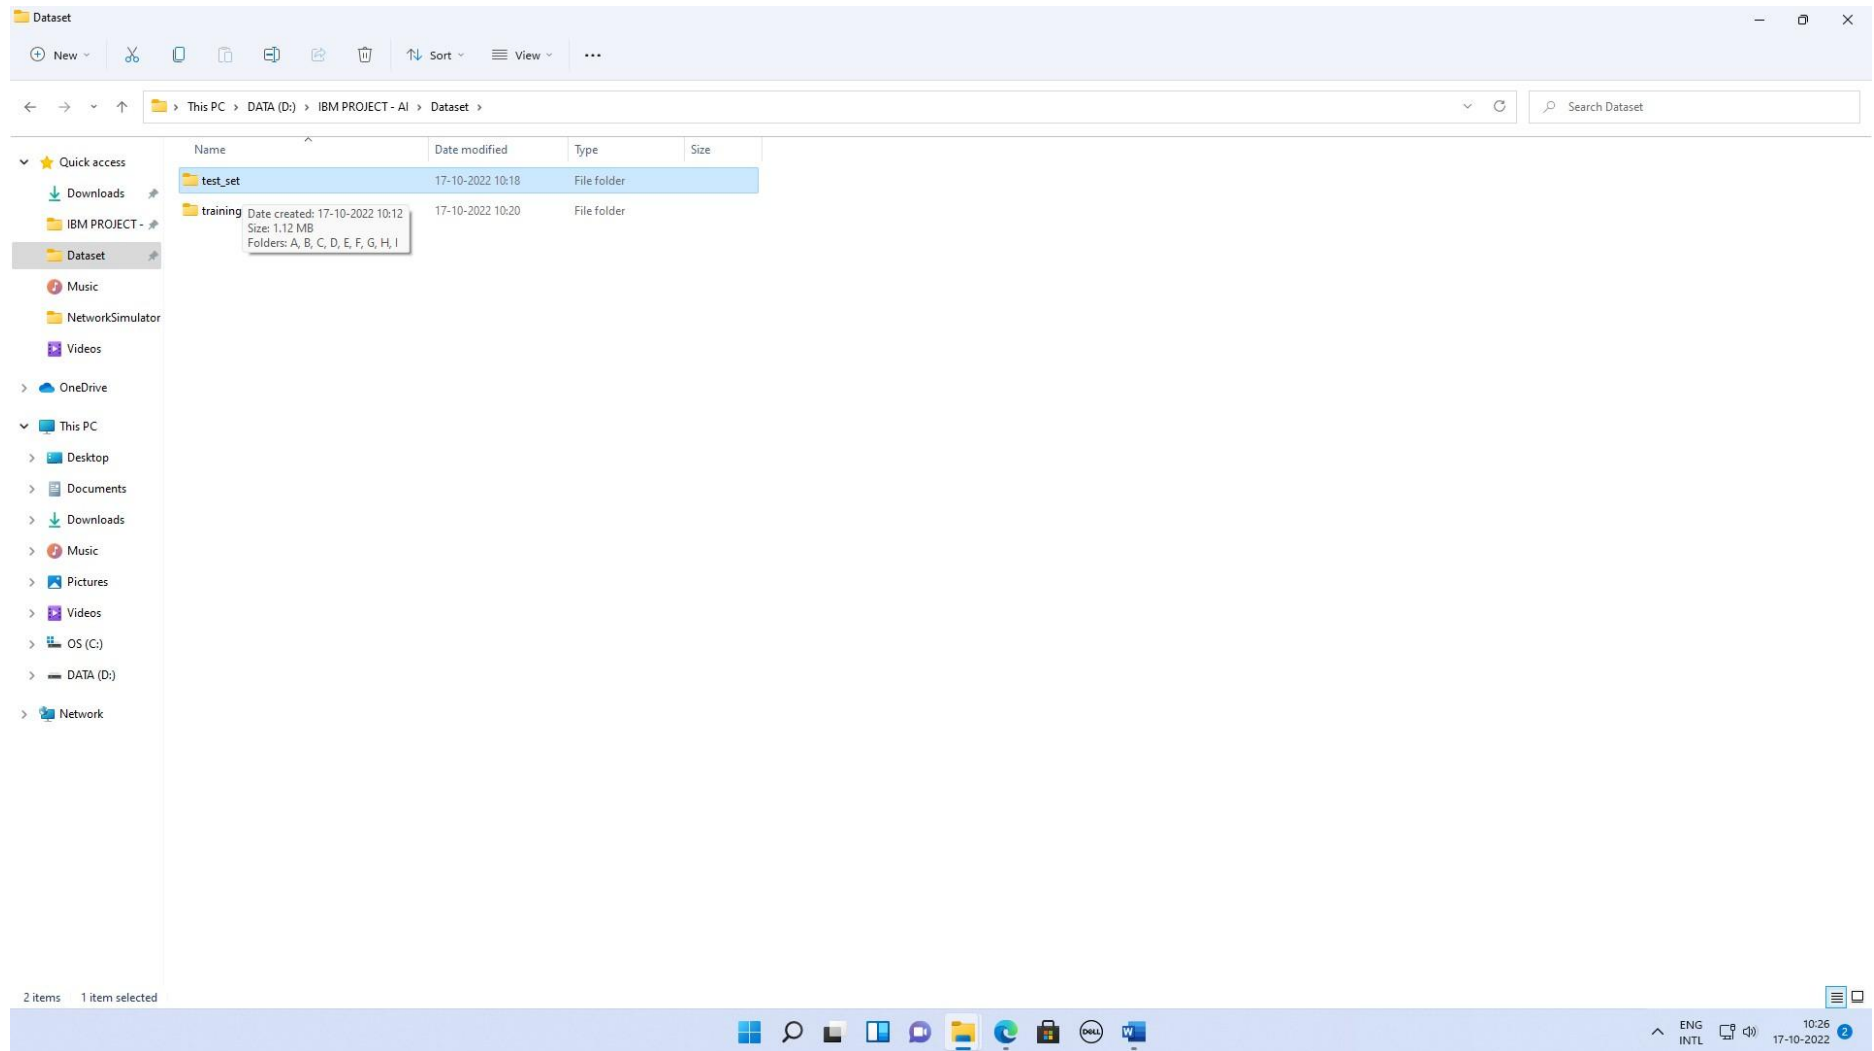 Dataset
New Sort View
This PC > DATA (D:) > IBM PROJECT - AI > Dataset > Search Dataset
Name Date modified Type Size
Quick access
test_set 17-10-2022 10:18 File folder
Downloads
training 17-10-2022 10:20 File folder
Date created: 17-10-2022 10:12
Size: 1.12 MB
Folders: A, B, C, D, E, F, G, H, I
IBM PROJECT -
Dataset
Music
NetworkSimulator
Videos
OneDrive
This PC
Desktop
Documents
Downloads
Music
Pictures
Videos
OS (C:)
DATA (D:)
Network
2 items 1 item selected
DELL
W
ENG
INTL
10:26
17-10-2022
2